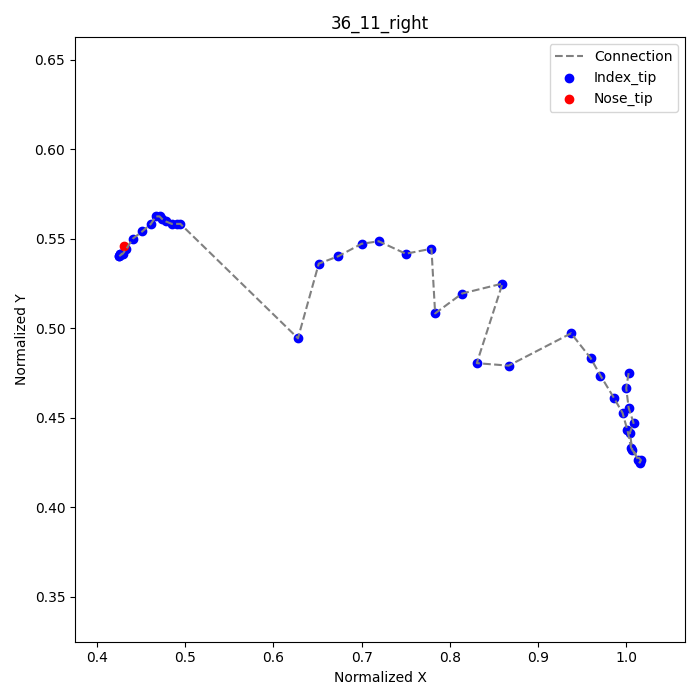 36_11_right
Connection
Index_tip
Nose_tip
0.65
0.60
0.55
0.50
0.45
0.40
0.35
Normalized Y
0.4 0.5 0.6 0.7 0.8 0.9 1.0
Normalized X